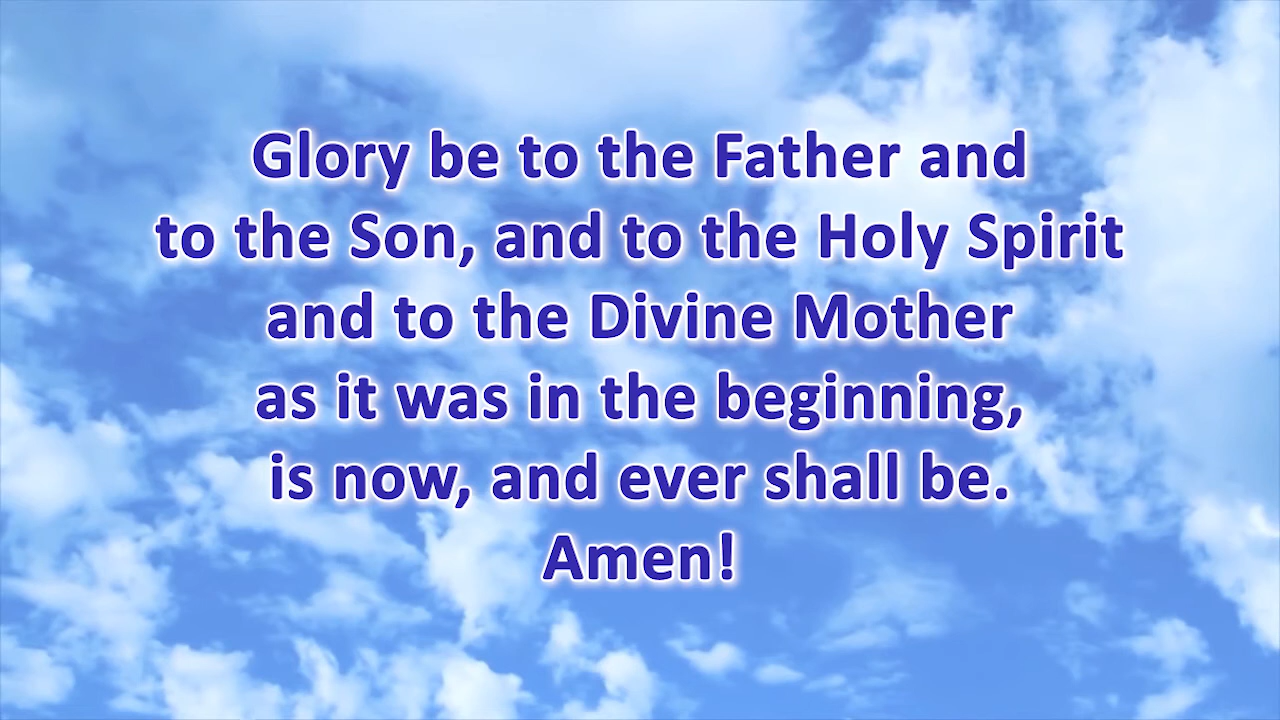 Glory be to the Father and
to the Son, and to the Holy Spirit
and to the Divine Mother
as it was in the beginning,
is now, and ever shall be.
Amen!